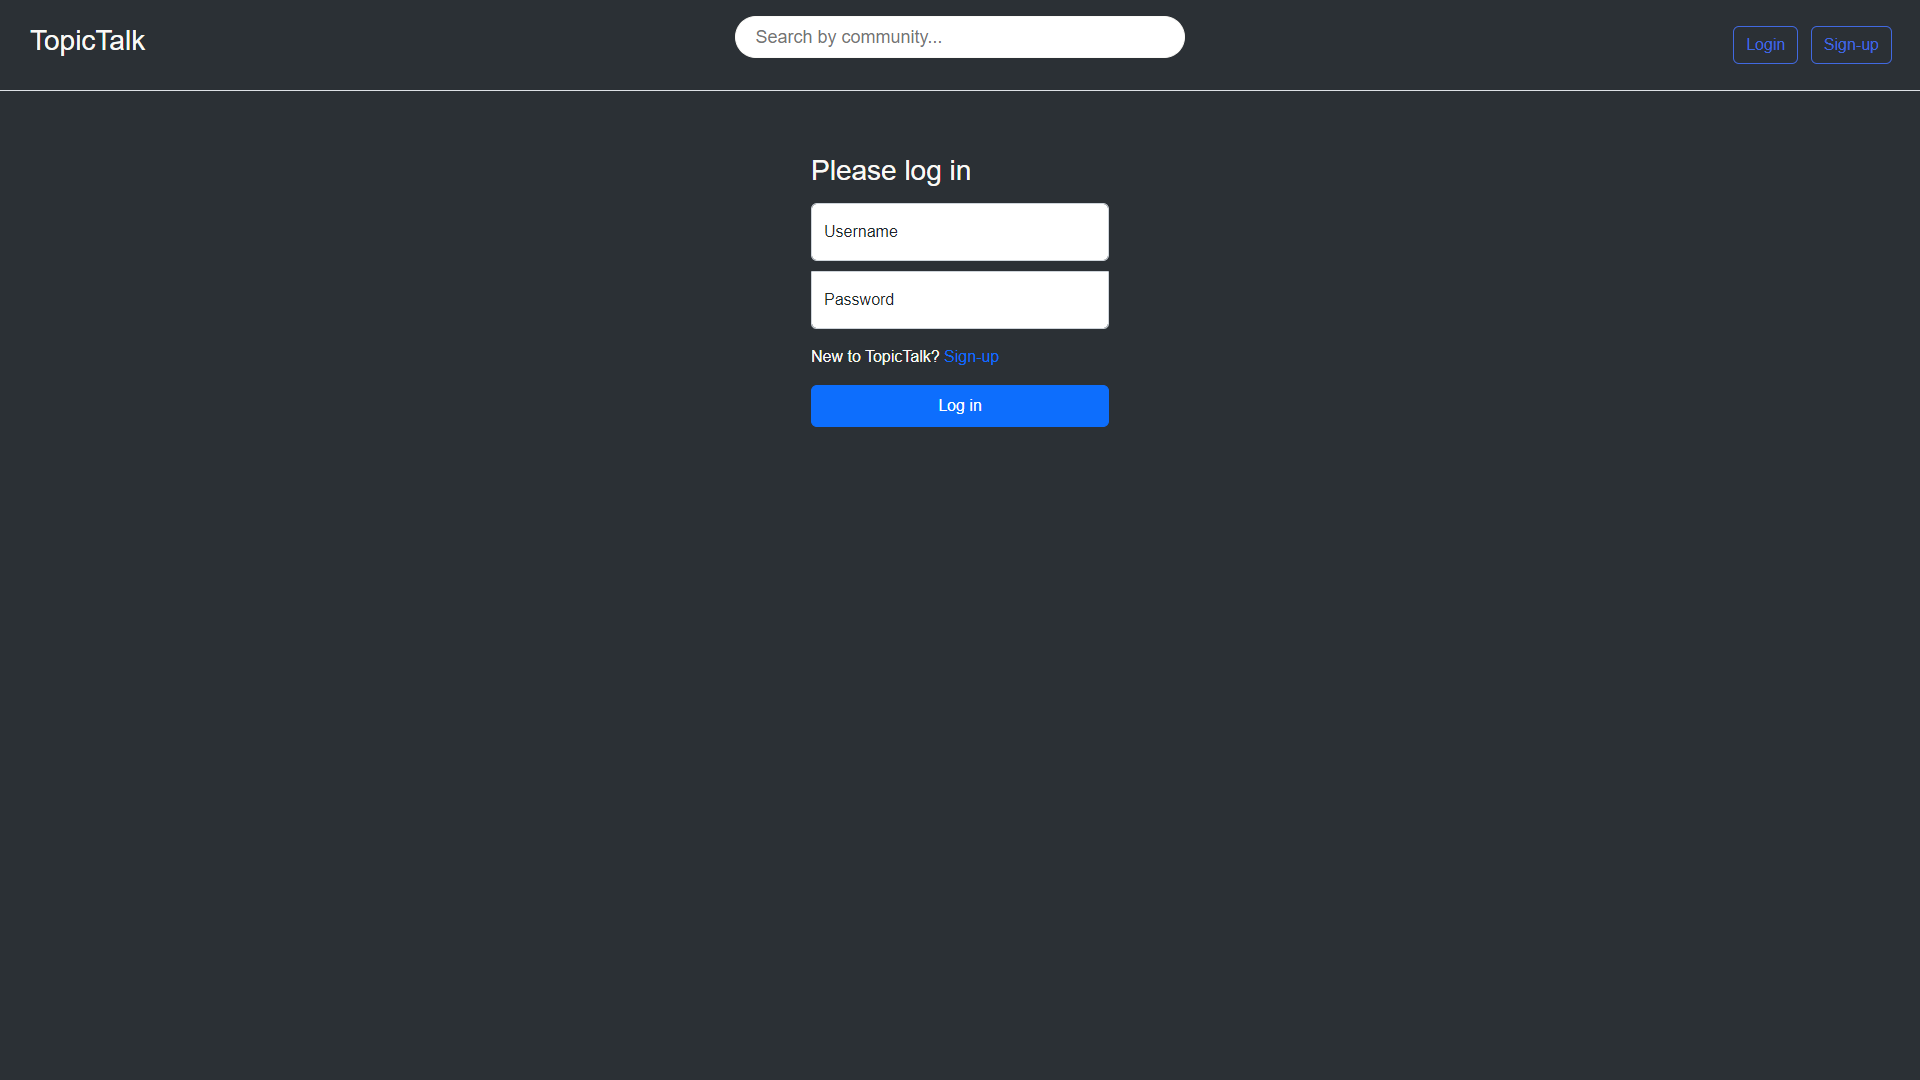 TopicTalk
Search by community...
Login
Sign-up
Please log in
Username
Password
New to TopicTalk? Sign-up
Log in